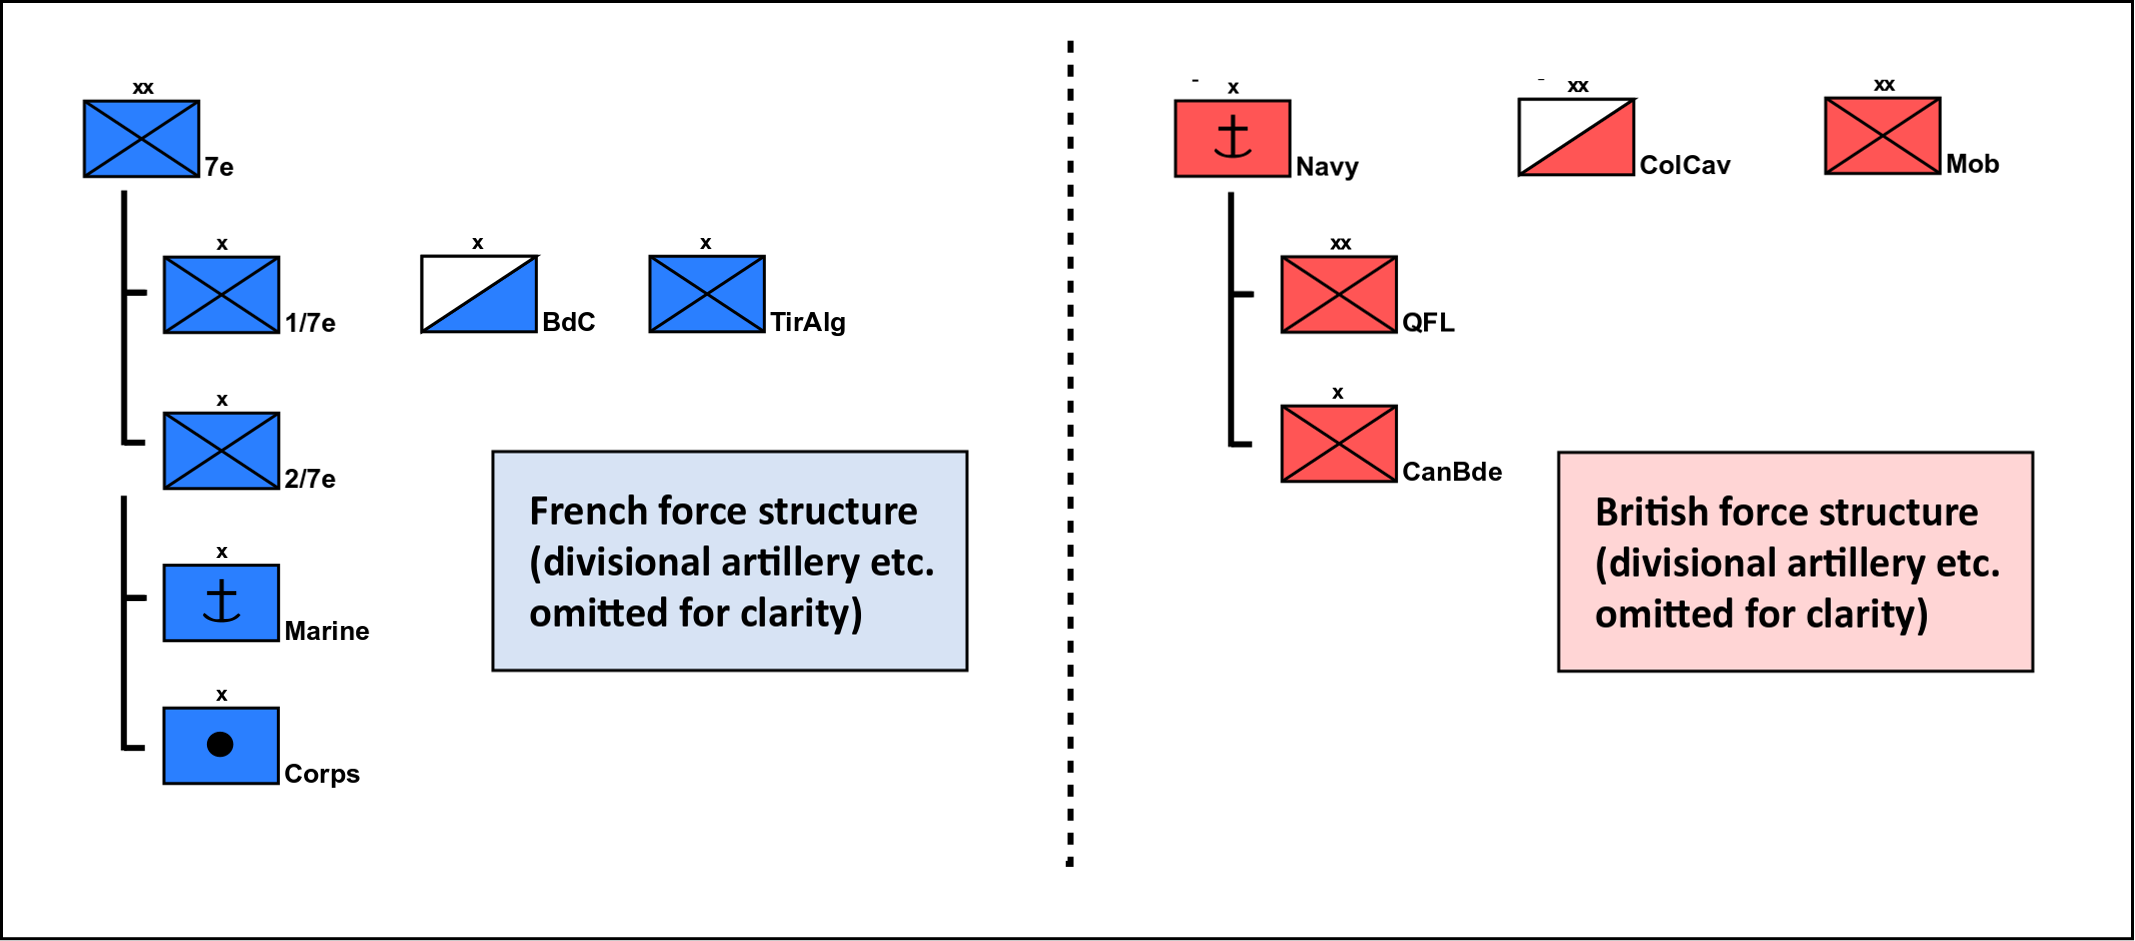 xx
7e
x
1/7e
x
BdC
x
TirAlg
x
2/7e
x
Marine
x
Corps
French force structure
(divisional artillery etc.
omitted for clarity)
- x
Navy
- xx
ColCav
xx
Mob
xx
QFL
x
CanBde
British force structure
(divisional artillery etc.
omitted for clarity)